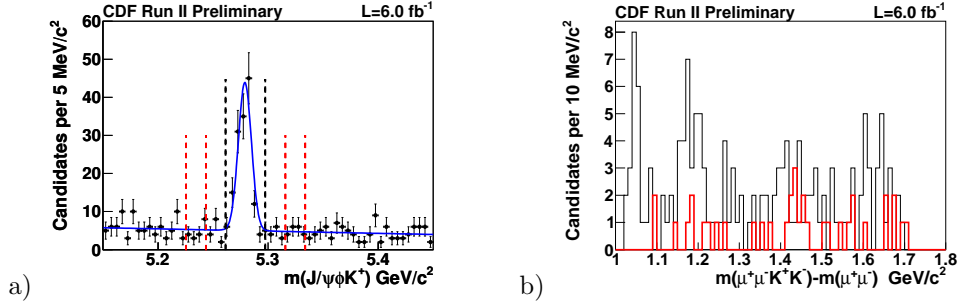 CDF Run II Preliminary L=6.0 fb⁻¹
Candidates per 5 MeV/c²
60
50
40
30
20
10
0
5.2 5.3 5.4
m(J/ψφK⁺) GeV/c²
a)
CDF Run II Preliminary L=6.0 fb⁻¹
Candidates per 10 MeV/c²
8
7
6
5
4
3
2
1
0
1 1.1 1.2 1.3 1.4 1.5 1.6 1.7 1.8
m(μ⁺μ⁻K⁺K⁻)-m(μ⁺μ⁻) GeV/c²
b)